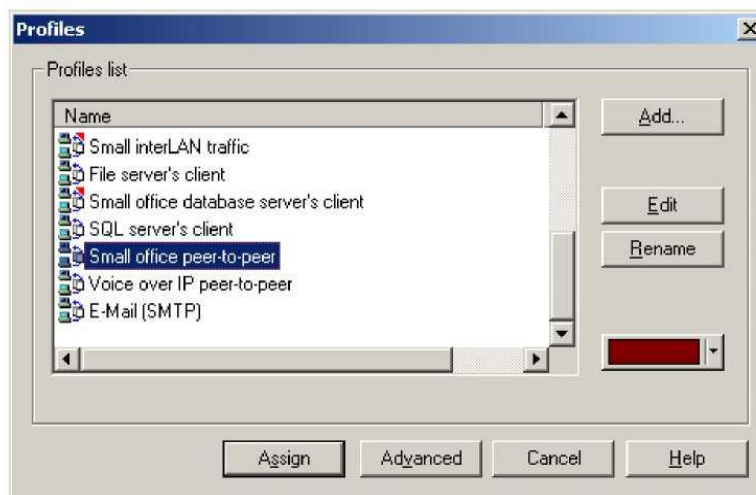 Profiles
Profiles list
Name
Add...
Small interLAN traffic
File server's client
Small office database server's client
Edit
SQL server's client
Small office peer-to-peer
Rename
Voice over IP peer-to-peer
E-Mail (SMTP)
Assign
Advanced
Cancel
Help